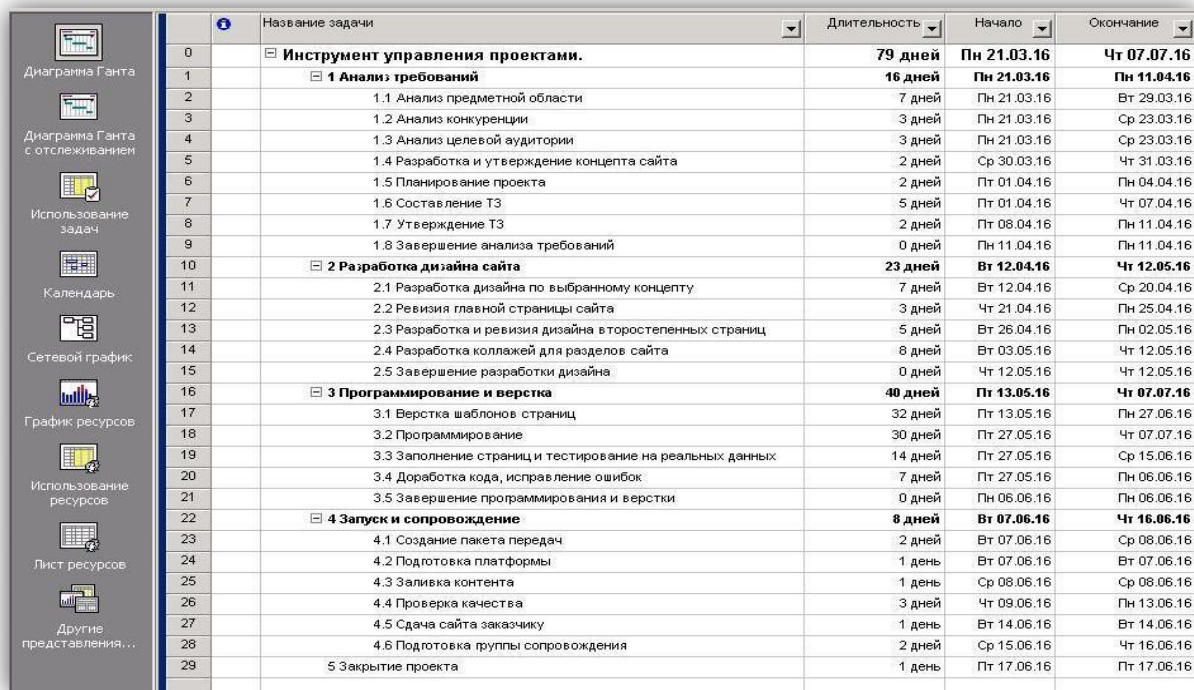 Название задачи Длительность Начало Окончание
0 Инструмент управления проектами. 79 дней Пн 21.03.16 Чт 07.07.16
1 1 Анализ требований 16 дней Пн 21.03.16 Пн 11.04.16
2 1.1 Анализ предметной области 7 дней Пн 21.03.16 Вт 29.03.16
3 1.2 Анализ конкуренции 3 дней Пн 21.03.16 Ср 23.03.16
4 1.3 Анализ целевой аудитории 3 дней Пн 21.03.16 Ср 23.03.16
5 1.4 Разработка и утверждение концепта сайта 2 дней Ср 30.03.16 Чт 31.03.16
6 1.5 Планирование проекта 2 дней Пт 01.04.16 Пн 04.04.16
7 1.6 Составление ТЗ 5 дней Пт 01.04.16 Чт 07.04.16
8 1.7 Утверждение ТЗ 2 дней Пт 08.04.16 Пн 11.04.16
9 1.8 Завершение анализа требований 0 дней Пн 11.04.16 Пн 11.04.16
10 2 Разработка дизайна сайта 23 дней Вт 12.04.16 Чт 12.05.16
11 2.1 Разработка дизайна по выбранному концепту 7 дней Вт 12.04.16 Ср 20.04.16
12 2.2 Ревизия главной страницы сайта 3 дней Чт 21.04.16 Пн 25.04.16
13 2.3 Разработка и ревизия дизайна второстепенных страниц 5 дней Вт 26.04.16 Пн 02.05.16
14 2.4 Разработка коллажей для разделов сайта 8 дней Вт 03.05.16 Чт 12.05.16
15 2.5 Завершение разработки дизайна 0 дней Чт 12.05.16 Чт 12.05.16
16 3 Программирование и верстка 40 дней Пт 13.05.16 Чт 07.07.16
17 3.1 Верстка шаблонов страниц 32 дней Пт 13.05.16 Пн 27.06.16
18 3.2 Программирование 30 дней Пт 27.05.16 Чт 07.07.16
19 3.3 Заполнение страниц и тестирование на реальных данных 14 дней Пт 27.05.16 Ср 15.06.16
20 3.4 Доработка кода, исправление ошибок 7 дней Пт 27.05.16 Пн 06.06.16
21 3.5 Завершение программирования и верстки 0 дней Пн 06.06.16 Пн 06.06.16
22 4 Запуск и сопровождение 8 дней Вт 07.06.16 Чт 16.06.16
23 4.1 Создание пакета передач 2 дней Вт 07.06.16 Ср 08.06.16
24 4.2 Подготовка платформы 1 день Вт 07.06.16 Вт 07.06.16
25 4.3 Заливка контента 1 день Ср 08.06.16 Ср 08.06.16
26 4.4 Проверка качества 3 дней Чт 09.06.16 Пн 13.06.16
27 4.5 Сдача сайта заказчику 1 день Вт 14.06.16 Вт 14.06.16
28 4.6 Подготовка группы сопровождения 2 дней Ср 15.06.16 Чт 16.06.16
29 5 Закрытие проекта 1 день Пт 17.06.16 Пт 17.06.16
Диаграмма Ганта
Диаграмма Ганта
с отслеживанием
Использование
задач
Календарь
Сетевой график
График ресурсов
Использование
ресурсов
Лист ресурсов
Другие
представления...